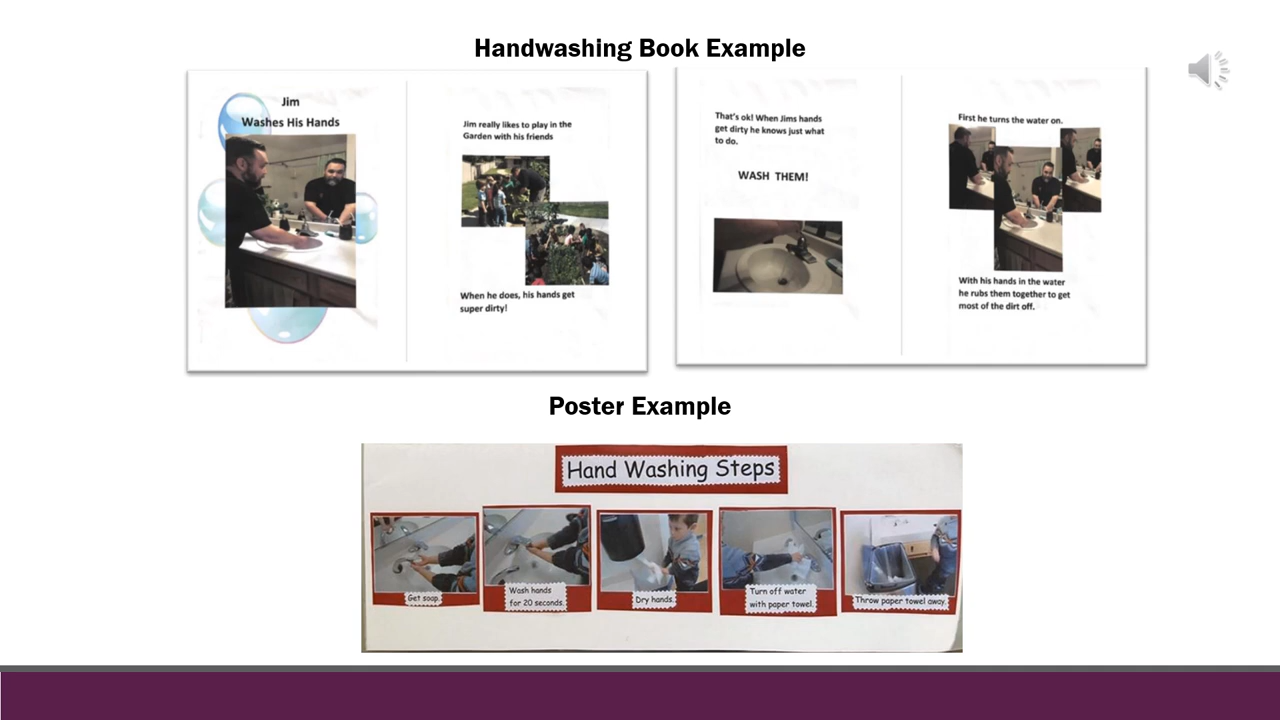 Handwashing Book Example
Jim
Washes His Hands
Jim really likes to play in the
Garden with his friends
When he does, his hands get
super dirty!
That's ok! When Jims hands
get dirty he knows just what
to do.
WASH THEM!
First he turns the water on.
With his hands in the water
he rubs them together to get
most of the dirt off.
Poster Example
Hand Washing Steps
Get soap.
Wash hands
for 20 seconds.
Dry hands.
Turn off water
with paper towel.
Throw paper towel away.